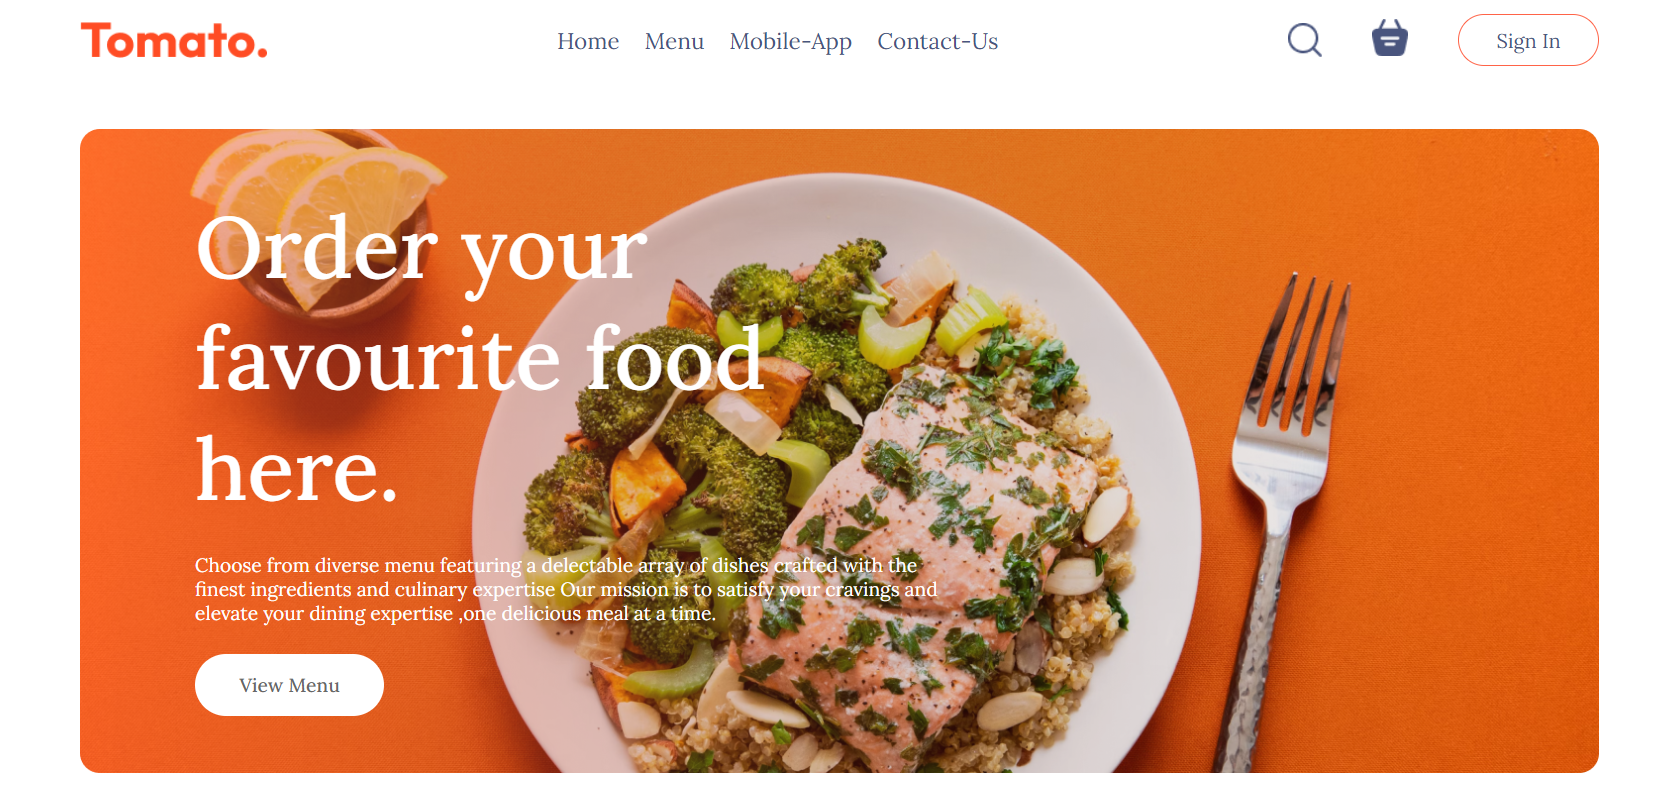 Tomato.
Home Menu Mobile-App Contact-Us
Sign In
Order your
favourite food
here.
Choose from diverse menu featuring a delectable array of dishes crafted with the
finest ingredients and culinary expertise Our mission is to satisfy your cravings and
elevate your dining expertise ,one delicious meal at a time.
View Menu